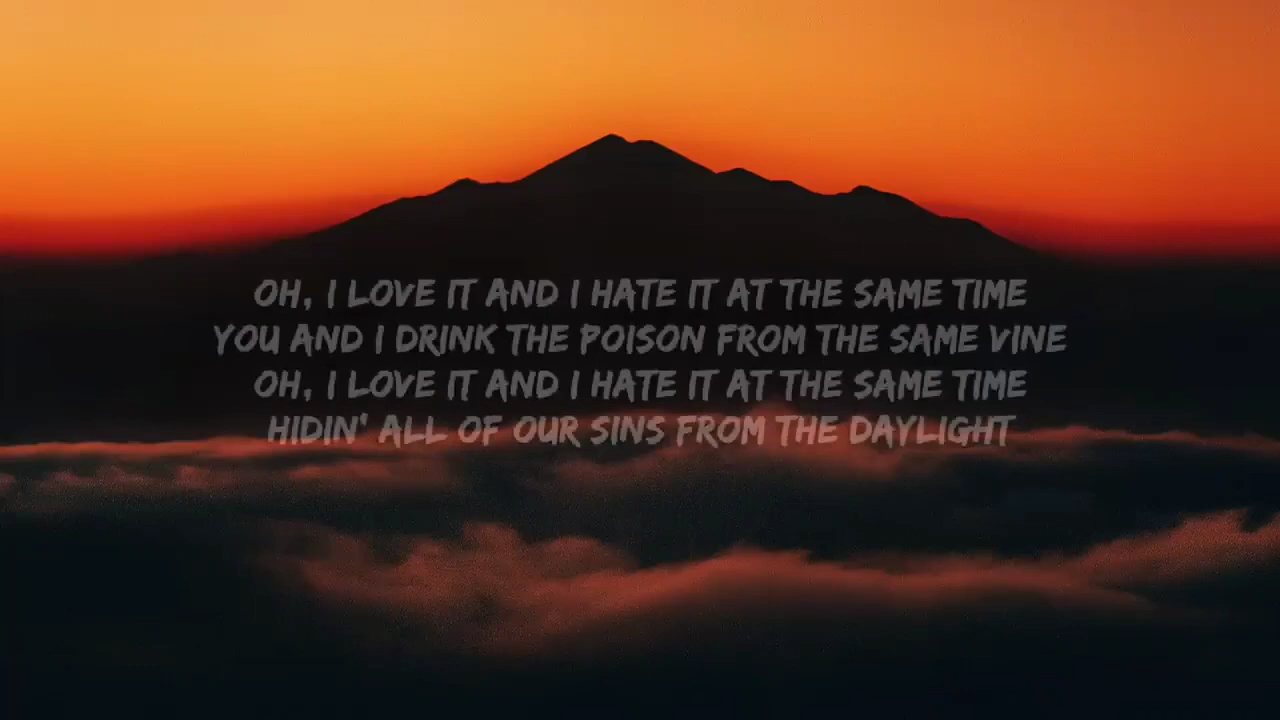 OH, I LOVE IT AND I HATE IT AT THE SAME TIME
YOU AND I DRINK THE POISON FROM THE SAME VINE
OH, I LOVE IT AND I HATE IT AT THE SAME TIME
HIDIN' ALL OF OUR SINS FROM THE DAYLIGHT